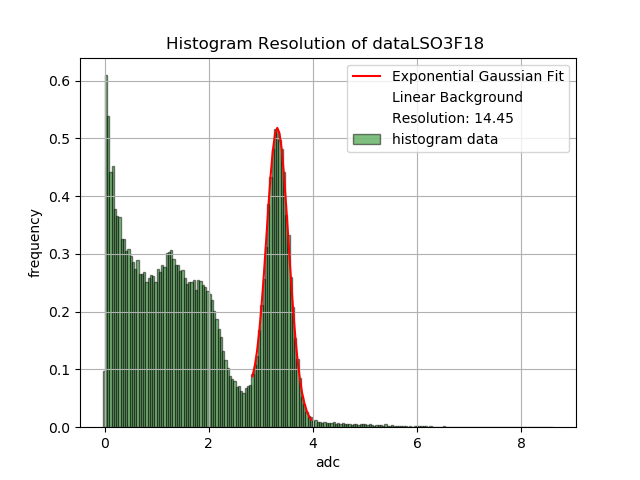 Histogram Resolution of dataLSO3F18
Exponential Gaussian Fit
Linear Background
Resolution: 14.45
histogram data
frequency
0.6
0.5
0.4
0.3
0.2
0.1
0.0
0 2 4 6 8
adc